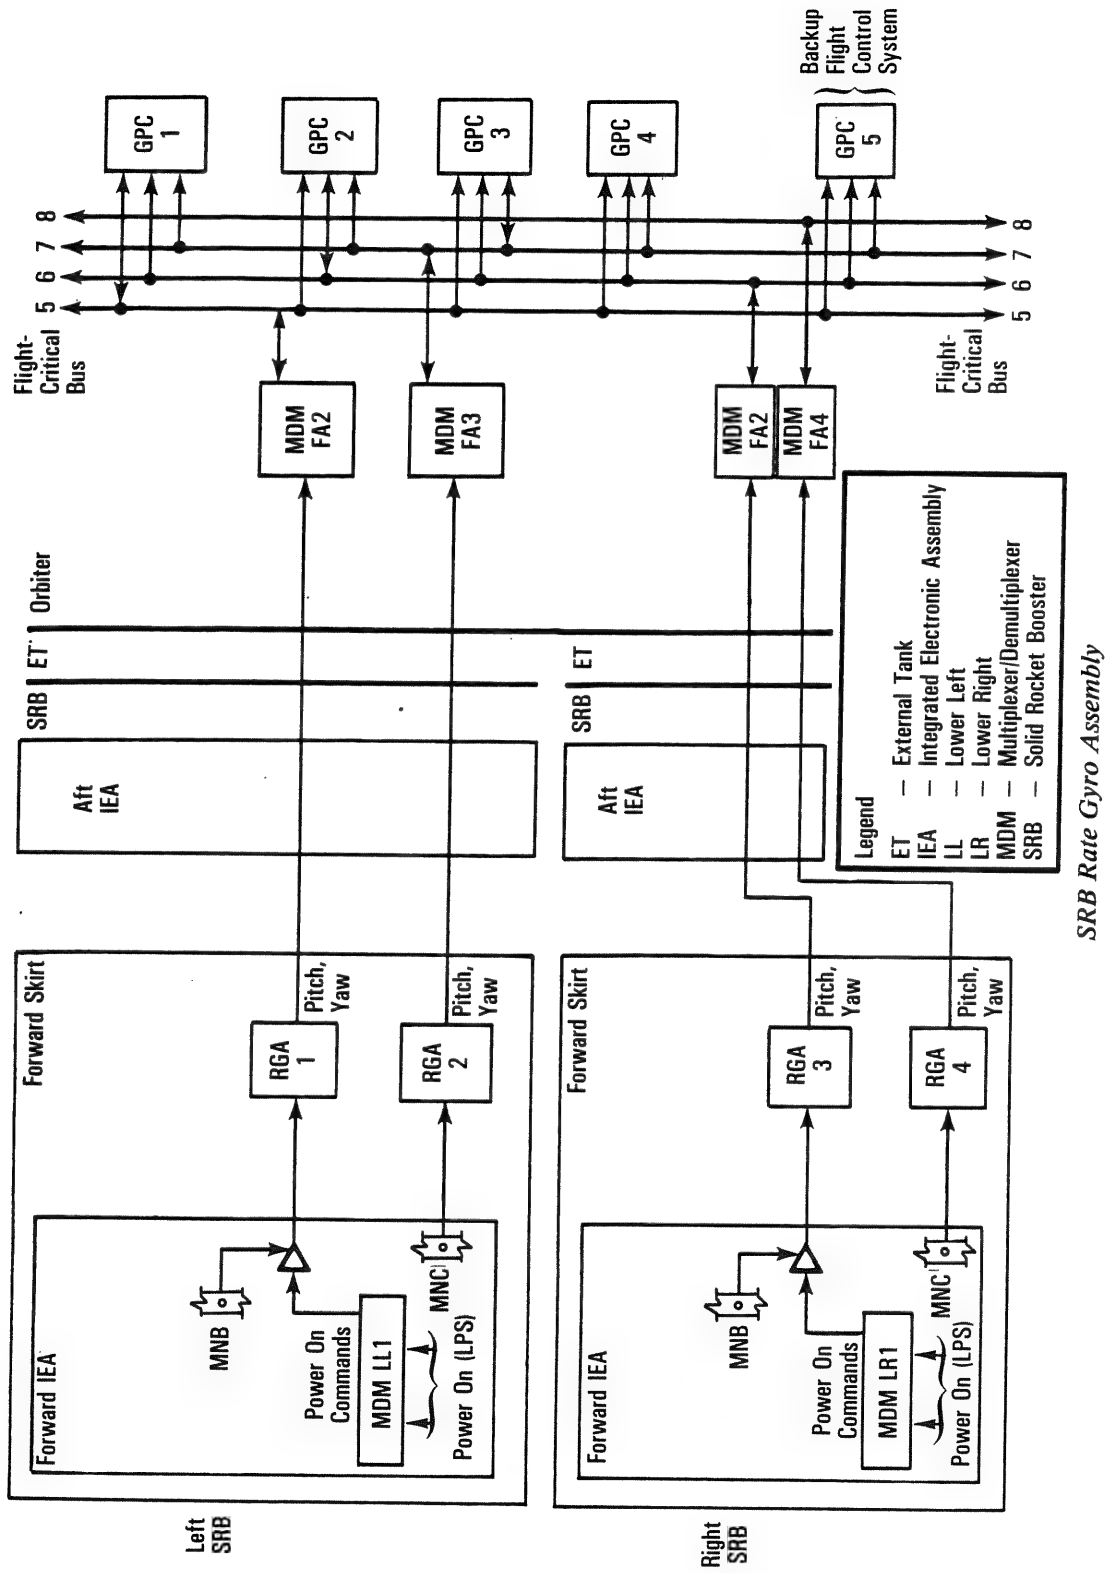 Left
SRB
Forward Skirt
Forward IEA
MNB
Power On
Commands
MDM LL1
Power On (LPS)
MNC
RGA
1
Pitch,
Yaw
RGA
2
Pitch,
Yaw
Aft
IEA
SRB
ET
Orbiter
MDM
FA2
MDM
FA3
Flight-
Critical
Bus
5
6
7
8
GPC
1
GPC
2
GPC
3
GPC
4
GPC
5
Backup
Flight
Control
System
Right
SRB
Forward Skirt
Forward IEA
MNB
Power On
Commands
MDM LR1
Power On (LPS)
MNC
RGA
3
Pitch,
Yaw
RGA
4
Pitch,
Yaw
Aft
IEA
SRB
ET
MDM
FA2
MDM
FA4
Flight-
Critical
Bus
5
6
7
8
Legend
ET — External Tank
IEA — Integrated Electronic Assembly
LL — Lower Left
LR — Lower Right
MDM — Multiplexer/Demultiplexer
SRB — Solid Rocket Booster
SRB Rate Gyro Assembly